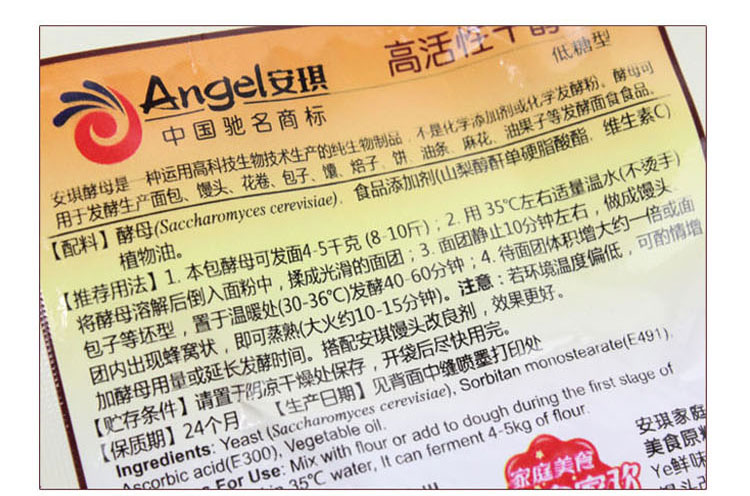 高活性干酵
低糖型
Angel安琪
中国驰名商标
安琪酵母是一种运用高科技生物技术生产的纯生物制品，不是化学添加剂或化学发酵粉。酵母可
用于发酵生产面包、馒头、花卷、包子、馕、焙子、饼、油条、麻花、油果子等发酵面食食品。
【配料】酵母(Saccharomyces cerevisiae)、食品添加剂(山梨醇酐单硬脂酸酯、维生素C)
植物油。
【推荐用法】1. 本包酵母可发面4-5千克 (8-10斤)；2. 用 35℃左右适量温水(不烫手)
将酵母溶解后倒入面粉中，揉成光滑的面团；3. 面团静止10分钟左右，做成馒头、
包子等坯型，置于温暖处(30-36℃)发酵40-60分钟；4. 待面团体积增大约一倍或面
团内出现蜂窝状，即可蒸熟(大火约10-15分钟)。注意：若环境温度偏低，可酌情增
加酵母用量或延长发酵时间。搭配安琪馒头改良剂，效果更好。
【贮存条件】请置于阴凉干燥处保存，开袋后尽快用完。
【保质期】24个月 【生产日期】见背面中缝喷墨打印处
Ingredients: Yeast (Saccharomyces cerevisiae), Sorbitan monostearate(E491),
Ascorbic acid(E300), Vegetable oil.
s For Use: Mix with flour or add to dough during the first stage of
in 35℃ water, It can ferment 4-5kg of flour.
家庭美食
安琪家庭
美食原料
Ye鲜味
馒头改